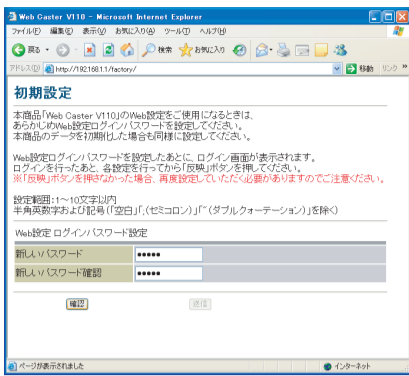 Web Caster V110 - Microsoft Internet Explorer
ファイル(F) 編集(E) 表示(V) お気に入り(A) ツール(T) ヘルプ(H)
戻る 検索 お気に入り
アドレス(D) http://192.168.1.1/factory/ 移動 リンク »
初期設定
本商品「Web Caster V110」のWeb設定をご使用になるときは、
あらかじめWeb設定ログインパスワードを設定してください。
本商品のデータを初期化した場合も同様に設定してください。
Web設定ログインパスワードを設定したあとに、ログイン画面が表示されます。
ログインを行ったあと、各設定を行ってから「反映」ボタンを押してください。
※「反映」ボタンを押さなかった場合、再度設定していただく必要がありますのでご注意ください。
設定範囲:1〜10文字以内
半角英数字および記号(「空白」「;(セミコロン)」「"(ダブルクォーテーション)」を除く)
Web設定 ログインパスワード設定
新しいパスワード •••••
新しいパスワード確認 •••••
確認 送信
ページが表示されました インターネット